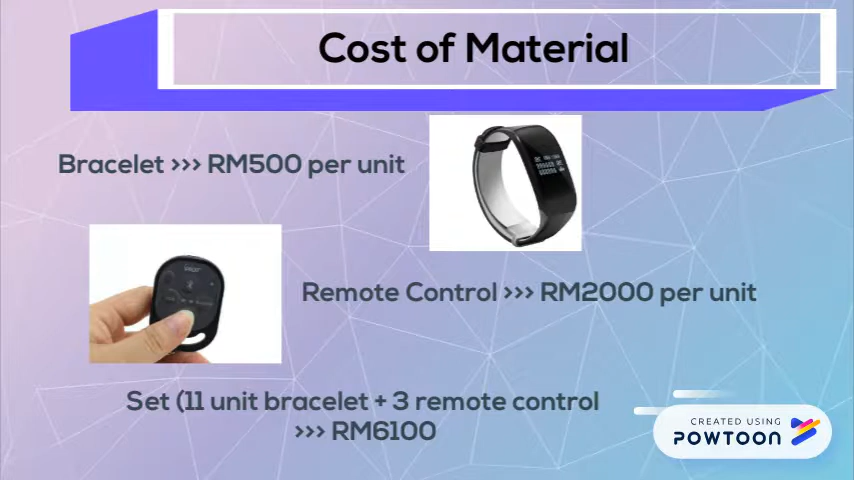 Cost of Material
Bracelet >>> RM500 per unit
Remote Control >>> RM2000 per unit
Set (11 unit bracelet + 3 remote control
>>> RM6100
CREATED USING
POWTOON